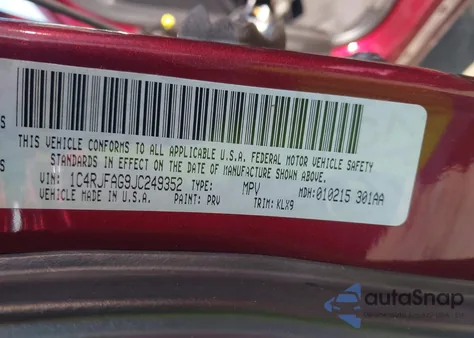 THIS VEHICLE CONFORMS TO ALL APPLICABLE U.S.A. FEDERAL MOTOR VEHICLE SAFETY
STANDARDS IN EFFECT ON THE DATE OF MANUFACTURE SHOWN ABOVE.
VIN: 1C4RJFAG9JC249352 TYPE: MPV MDH:010215 301AA
VEHICLE MADE IN U.S.A. PAINT: PRV TRIM: KLX9
autaSnap